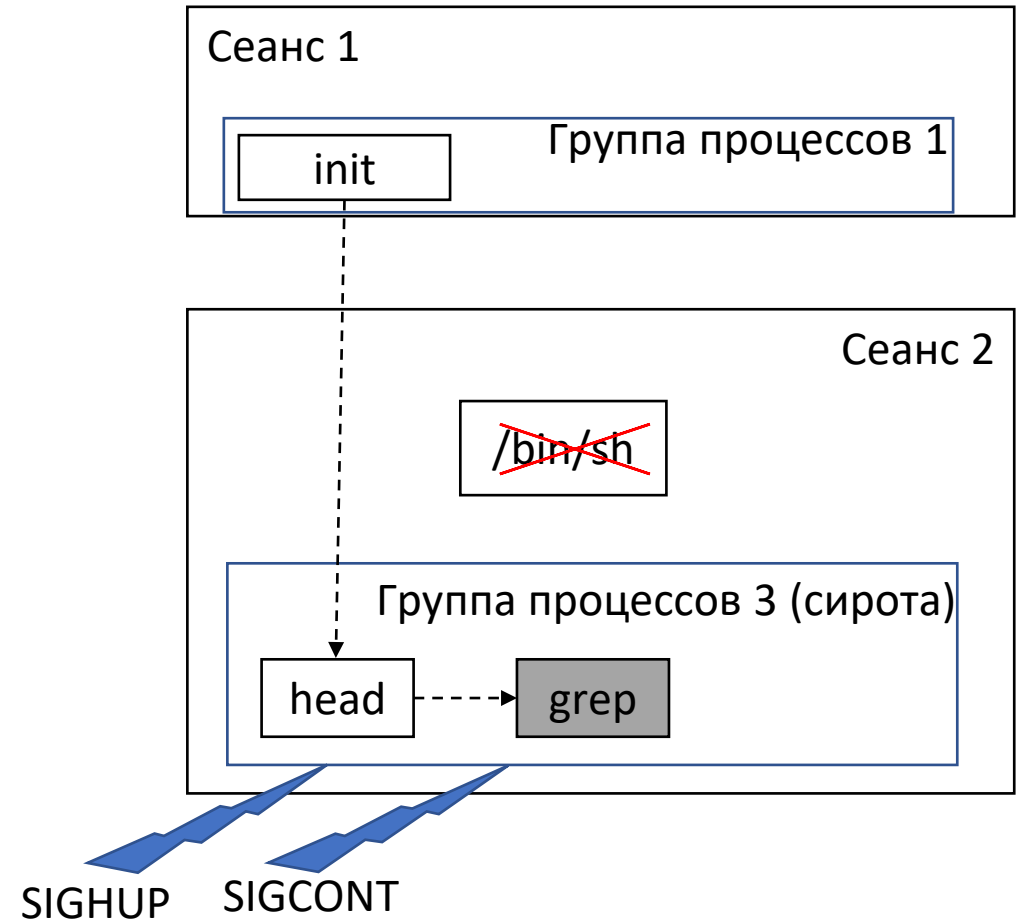 Сеанс 1
Группа процессов 1
init
Сеанс 2
/bin/sh
Группа процессов 3 (сирота)
head
grep
SIGHUP
SIGCONT